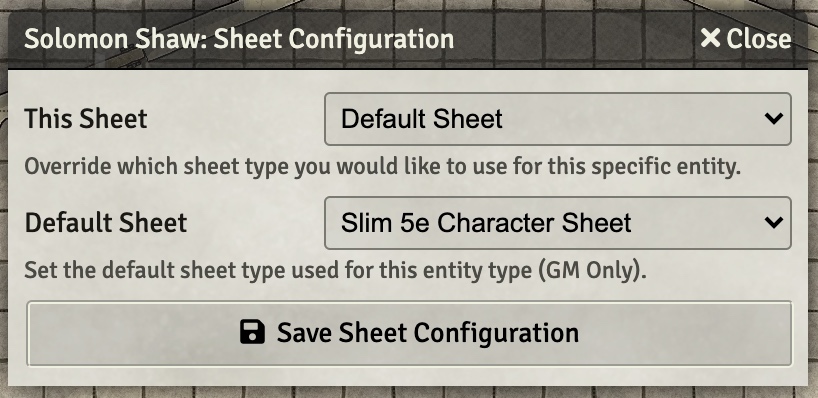 Solomon Shaw: Sheet Configuration
Close
This Sheet
Default Sheet
Override which sheet type you would like to use for this specific entity.
Default Sheet
Slim 5e Character Sheet
Set the default sheet type used for this entity type (GM Only).
Save Sheet Configuration